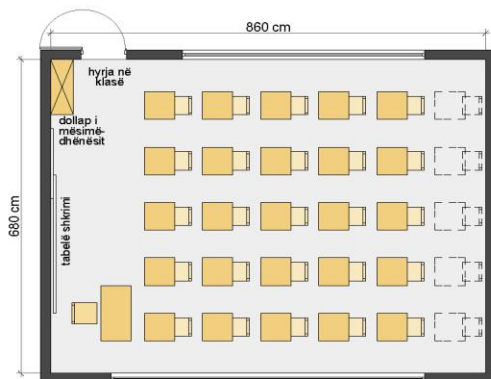 860 cm
hyrja në
klasë
dollap i
mësimë-
dhënësit
680 cm
tabelë shkrimi